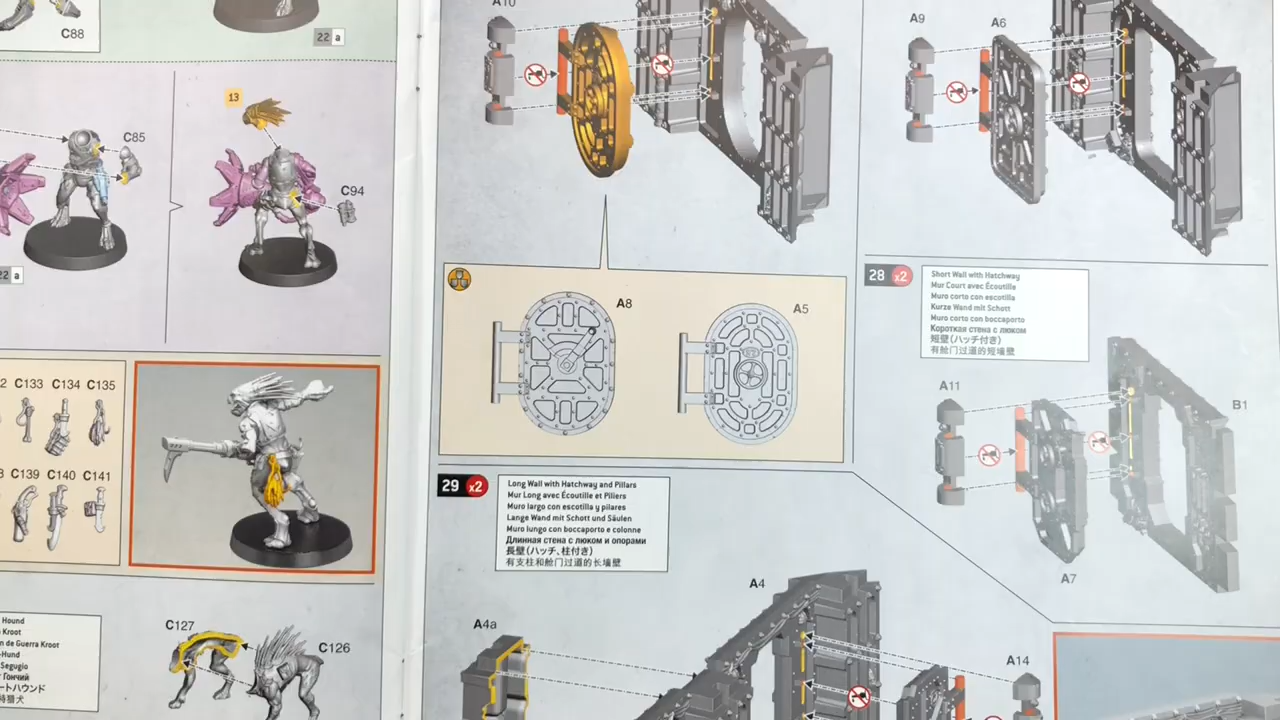 C88
22 a
C85
13
C94
22 a
C133 C134 C135
C139 C140 C141
Hound
Kroot
n de Guerra Kroot
-Hund
Segugio
Гончий
ートハウンド
C127
C126
A10
A9
A6
A8
A5
28 x2
Short Wall with Hatchway
Mur Court avec Écoutille
Muro corto con escotilla
Kurze Wand mit Schott
Muro corto con boccaporto
Короткая стена с люком
短壁(ハッチ付き)
有舱门过道的短墙壁
A11
B1
A7
29 x2
Long Wall with Hatchway and Pillars
Mur Long avec Écoutille et Piliers
Muro largo con escotilla y pilares
Lange Wand mit Schott und Säulen
Muro lungo con boccaporto e colonne
Длинная стена с люком и опорами
長壁(ハッチ、柱付き)
有支柱和舱门过道的长墙壁
A4
A4a
A14